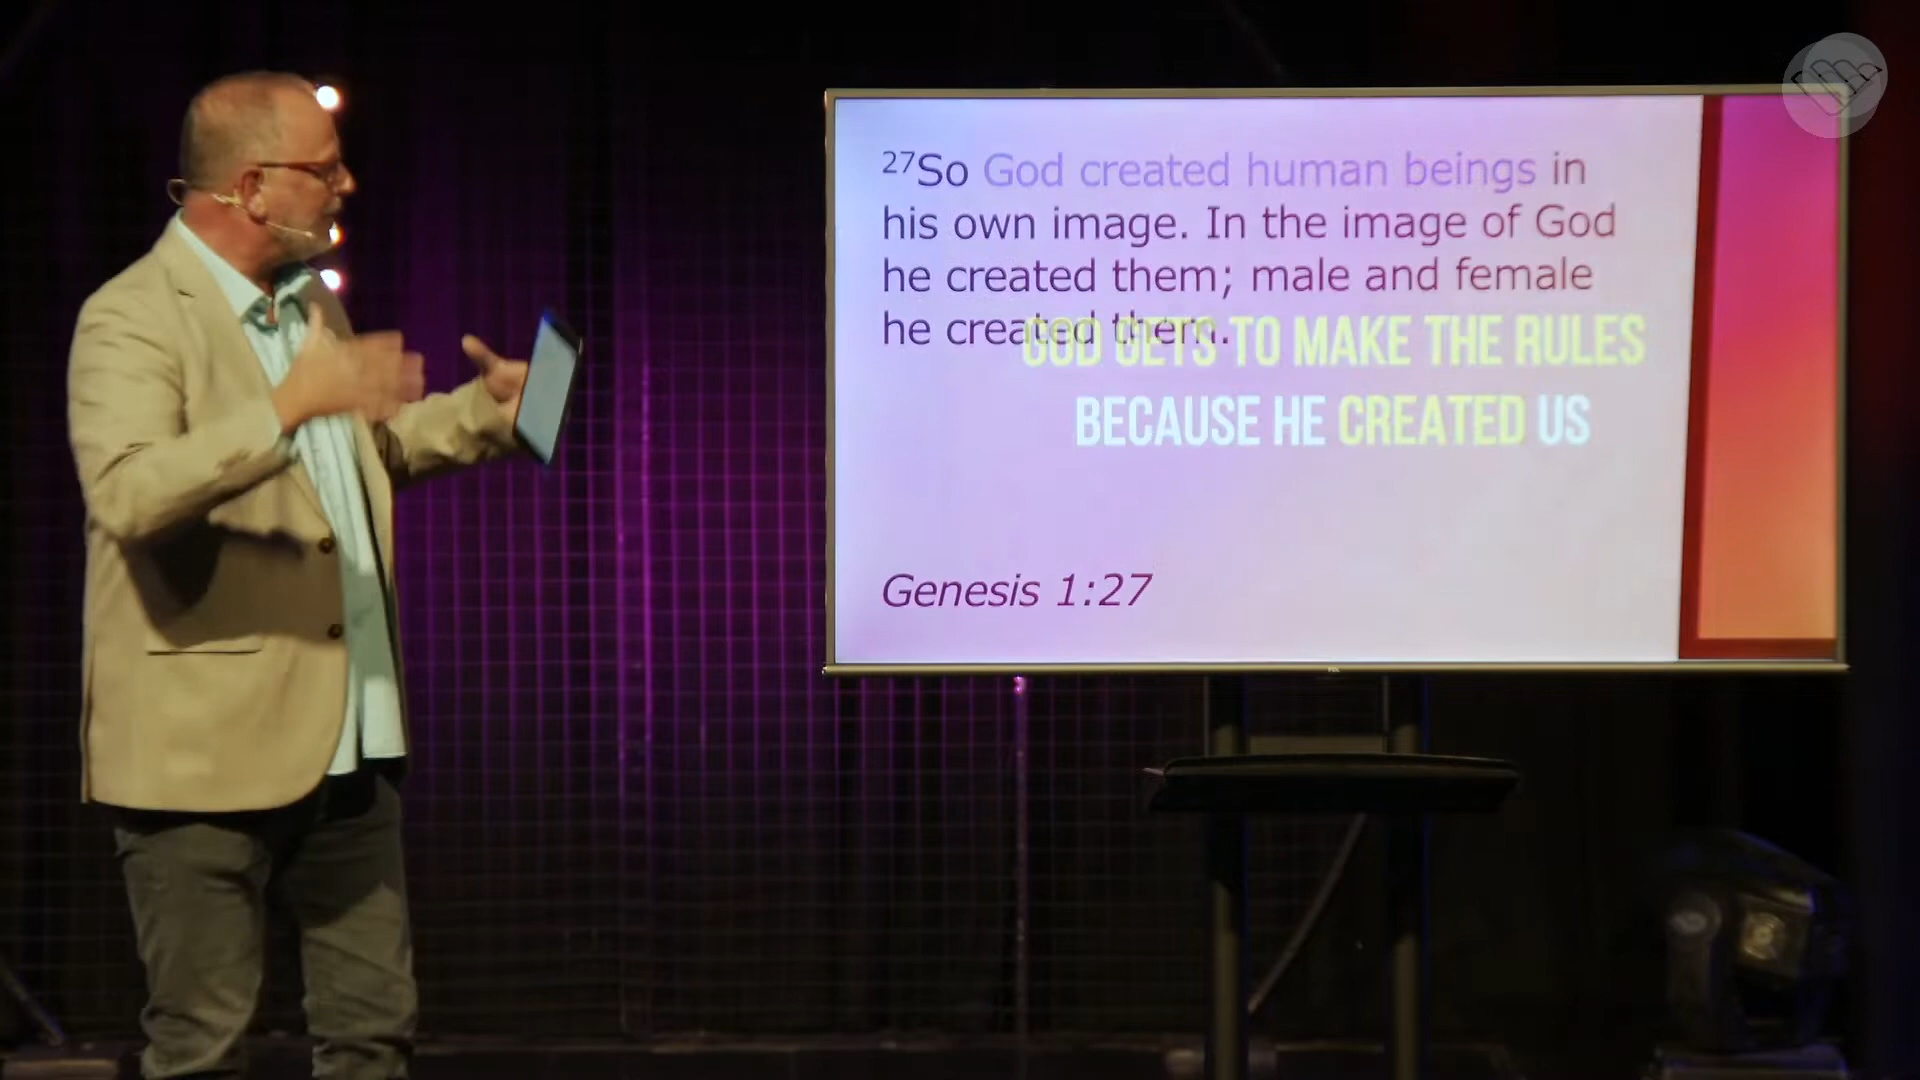 27So God created human beings in
his own image. In the image of God
he created them; male and female
he created them.
GOD GETS TO MAKE THE RULES
BECAUSE HE CREATED US
Genesis 1:27